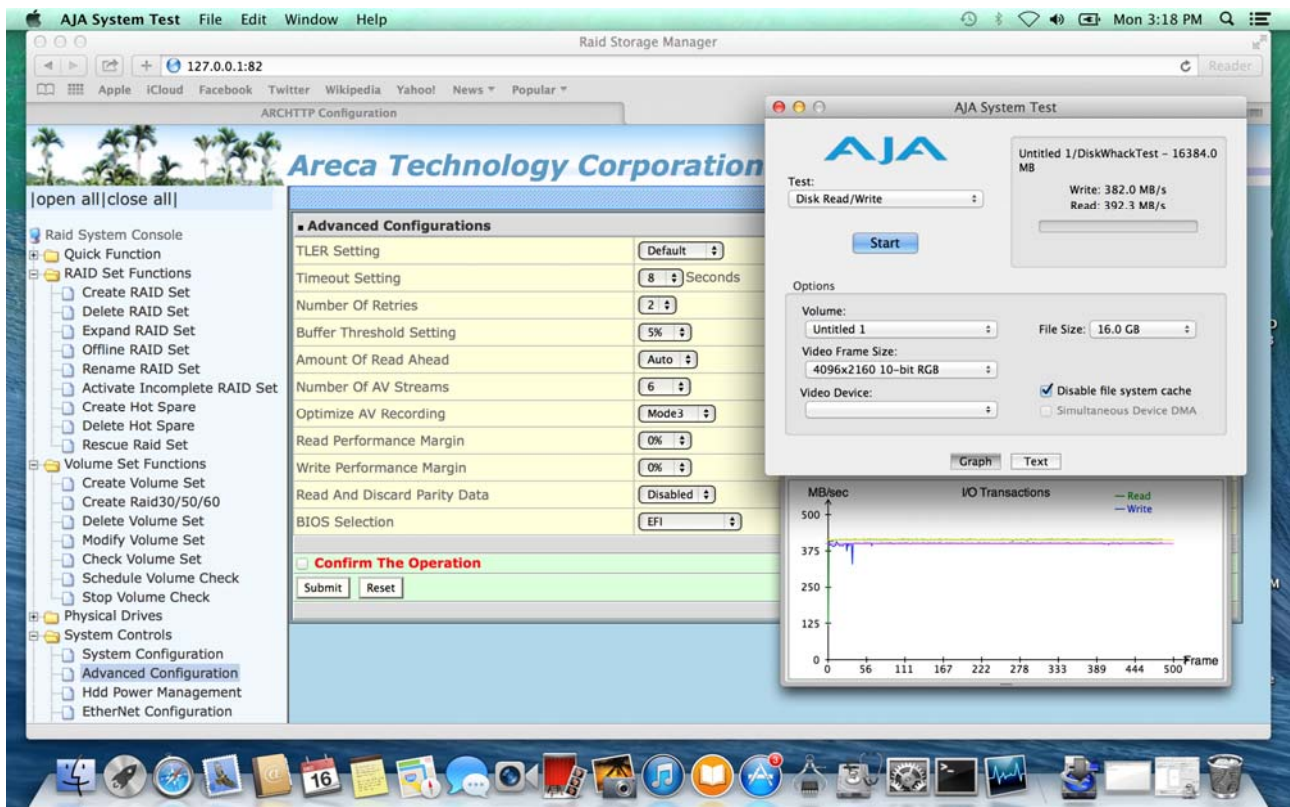 AJA System Test File Edit Window Help Mon 3:18 PM
Raid Storage Manager
127.0.0.1:82 Reader
Apple iCloud Facebook Twitter Wikipedia Yahoo! News Popular
ARCHTTP Configuration
Areca Technology Corporation
|open all|close all|
Raid System Console
Quick Function
RAID Set Functions
Create RAID Set
Delete RAID Set
Expand RAID Set
Offline RAID Set
Rename RAID Set
Activate Incomplete RAID Set
Create Hot Spare
Delete Hot Spare
Rescue Raid Set
Volume Set Functions
Create Volume Set
Create Raid30/50/60
Delete Volume Set
Modify Volume Set
Check Volume Set
Schedule Volume Check
Stop Volume Check
Physical Drives
System Controls
System Configuration
Advanced Configuration
Hdd Power Management
EtherNet Configuration
Advanced Configurations
TLER Setting Default
Timeout Setting 8 Seconds
Number Of Retries 2
Buffer Threshold Setting 5%
Amount Of Read Ahead Auto
Number Of AV Streams 6
Optimize AV Recording Mode3
Read Performance Margin 0%
Write Performance Margin 0%
Read And Discard Parity Data Disabled
BIOS Selection EFI
Confirm The Operation
Submit Reset
AJA System Test
AJA
Test:
Disk Read/Write
Start
Untitled 1/DiskWhackTest – 16384.0
MB
Write: 382.0 MB/s
Read: 392.3 MB/s
Options
Volume:
Untitled 1 File Size: 16.0 GB
Video Frame Size:
4096x2160 10-bit RGB
Video Device:
Disable file system cache
Simultaneous Device DMA
Graph Text
MB/sec I/O Transactions
Read
Write
500
375
250
125
0
0 56 111 167 222 278 333 389 444 500 Frame
16
3